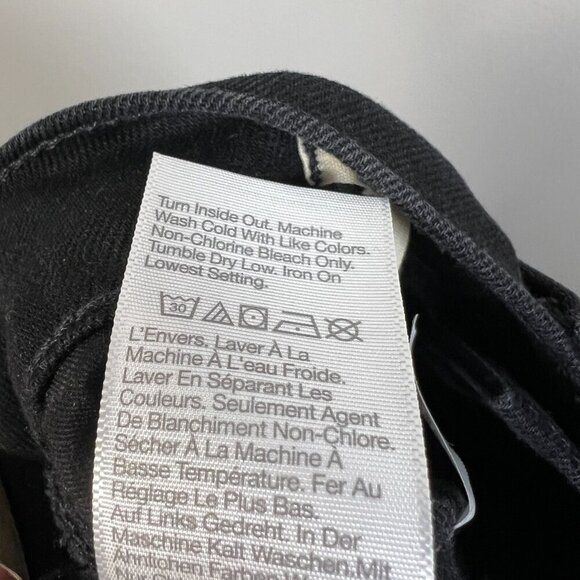 Turn Inside Out. Machine
Wash Cold With Like Colors.
Non-Chlorine Bleach Only.
Tumble Dry Low. Iron On
Lowest Setting.
30
L'Envers. Laver À La
Machine À L'eau Froide.
Laver En Séparant Les
Couleurs. Seulement Agent
De Blanchiment Non-Chlore.
Sécher À La Machine À
Basse Température. Fer Au
Réglage Le Plus Bas.
Auf Links Gedreht. In Der
Maschine Kalt Waschen.Mit
Ähnlichen Farben